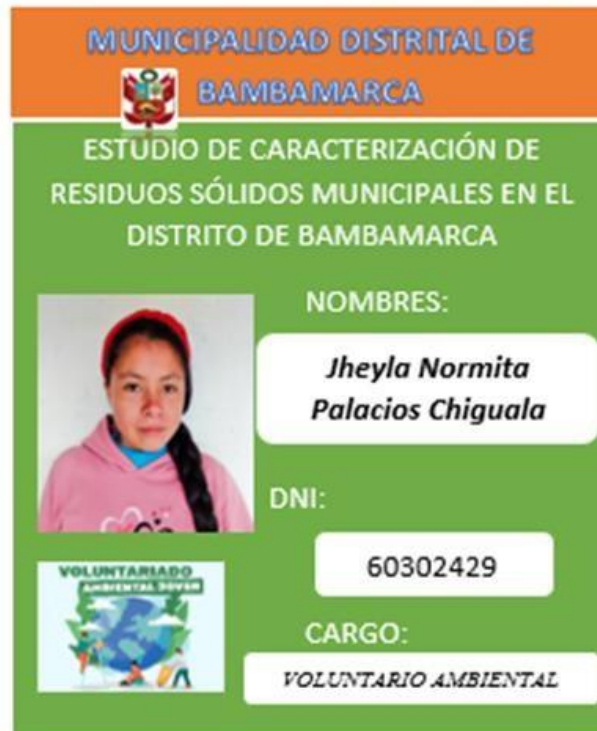 MUNICIPALIDAD DISTRITAL DE
BAMBAMARCA
ESTUDIO DE CARACTERIZACIÓN DE
RESIDUOS SÓLIDOS MUNICIPALES EN EL
DISTRITO DE BAMBAMARCA
NOMBRES:
Jheyla Normita
Palacios Chiguala
DNI:
60302429
VOLUNTARIADO
AMBIENTAL JOVEN
CARGO:
VOLUNTARIO AMBIENTAL